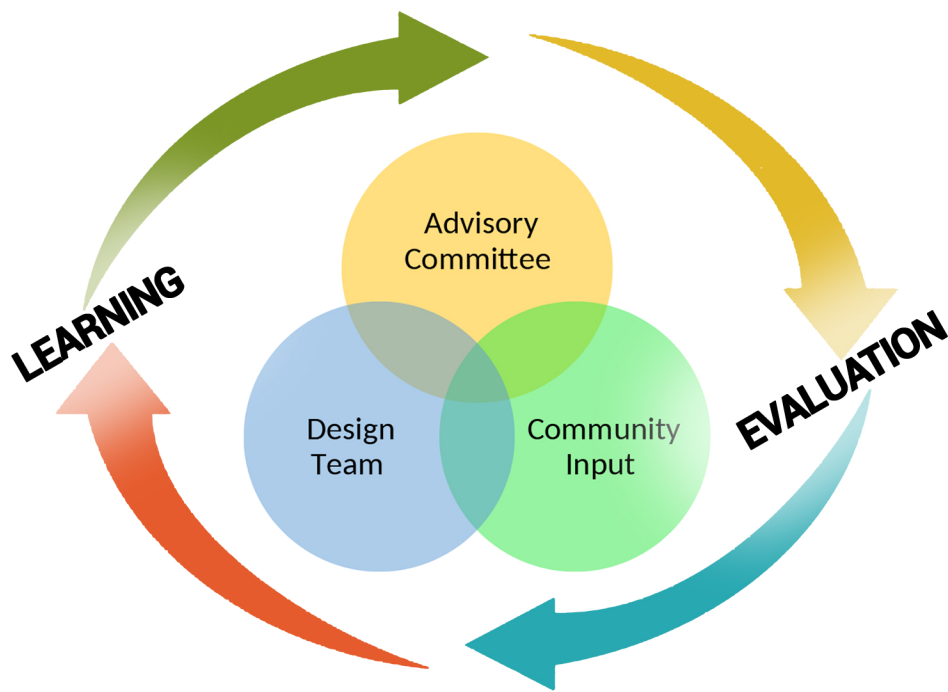 Advisory
Committee
LEARNING
EVALUATION
Design
Team
Community
Input